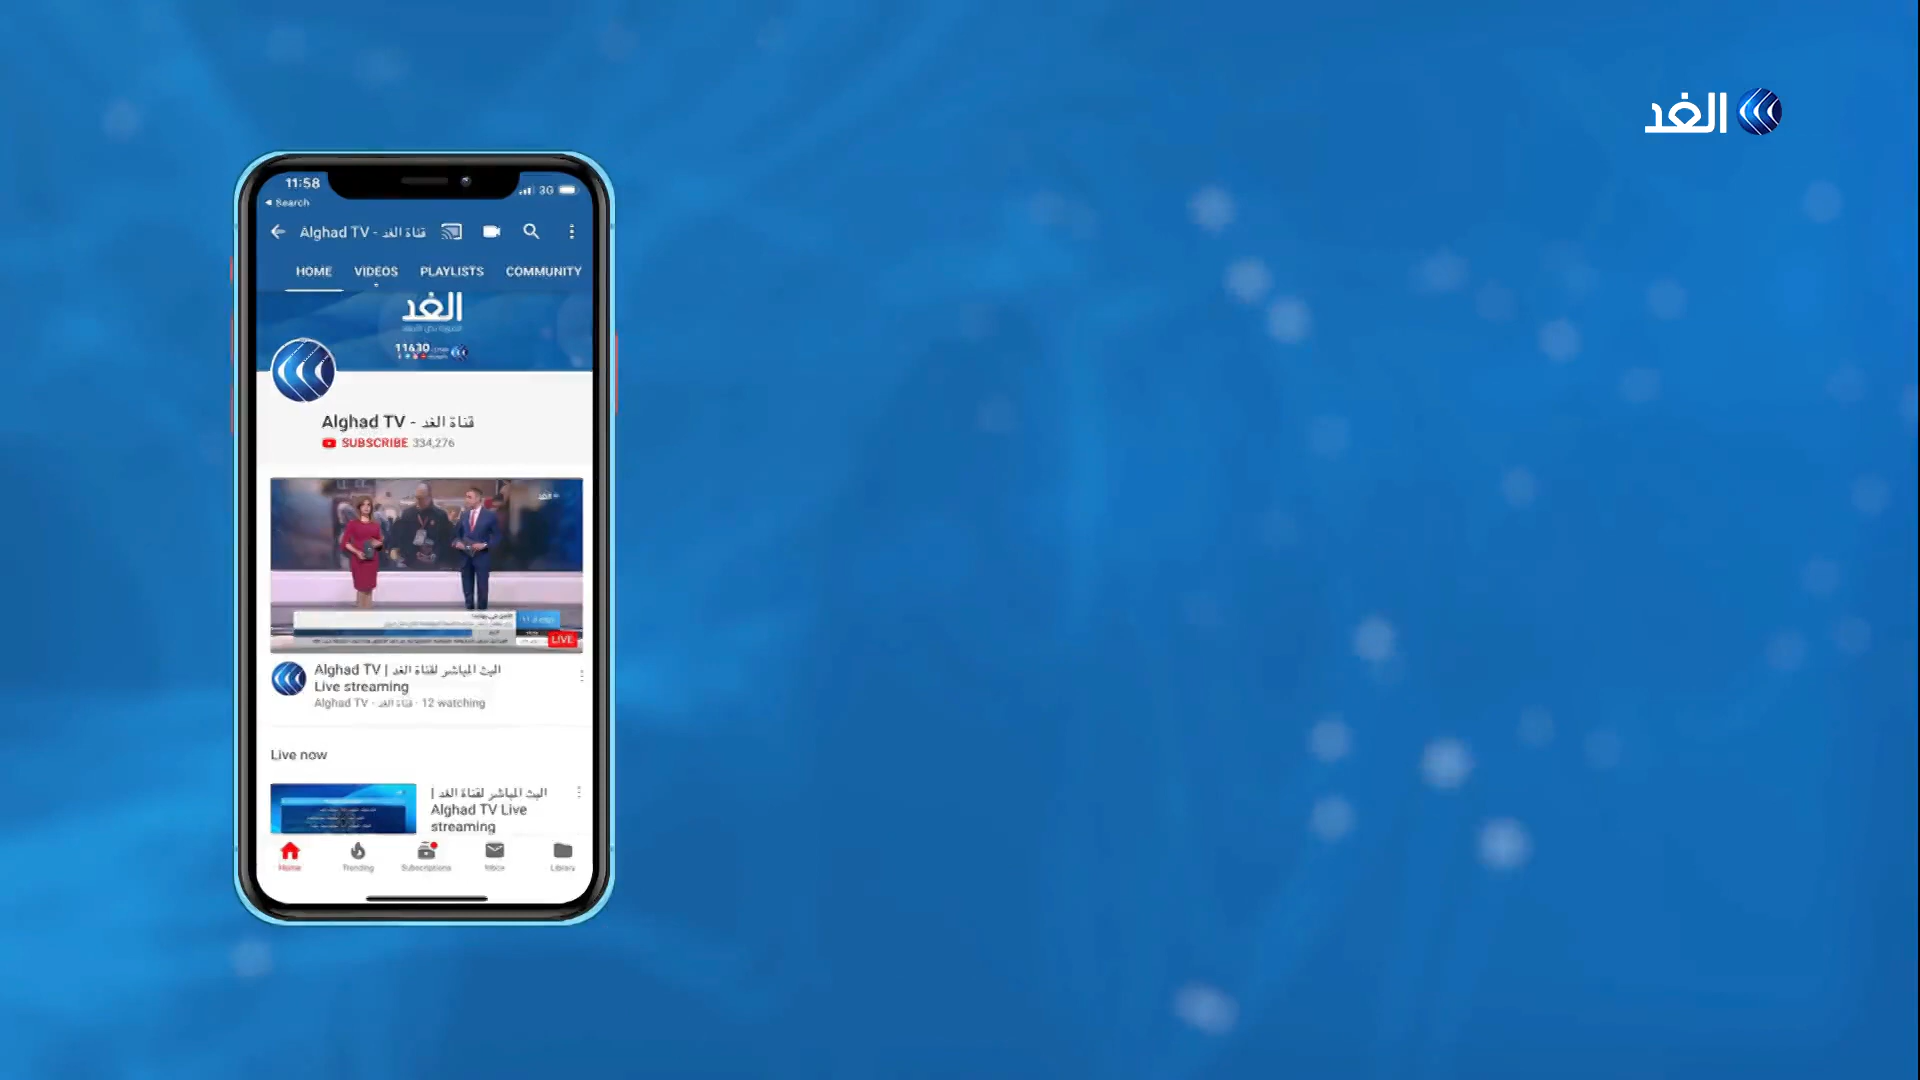 الغد
11:58
3G
Search
Alghad TV - قناة الغد
HOME VIDEOS PLAYLISTS COMMUNITY
الغد
11630
Alghad TV - قناة الغد
SUBSCRIBE 334,276
الغد
LIVE
Alghad TV | البث المباشر لقناة الغد
Live streaming
Alghad TV - قناة الغد · 12 watching
Live now
البث المباشر لقناة الغد |
Alghad TV Live
streaming
Home Trending Subscriptions Inbox Library